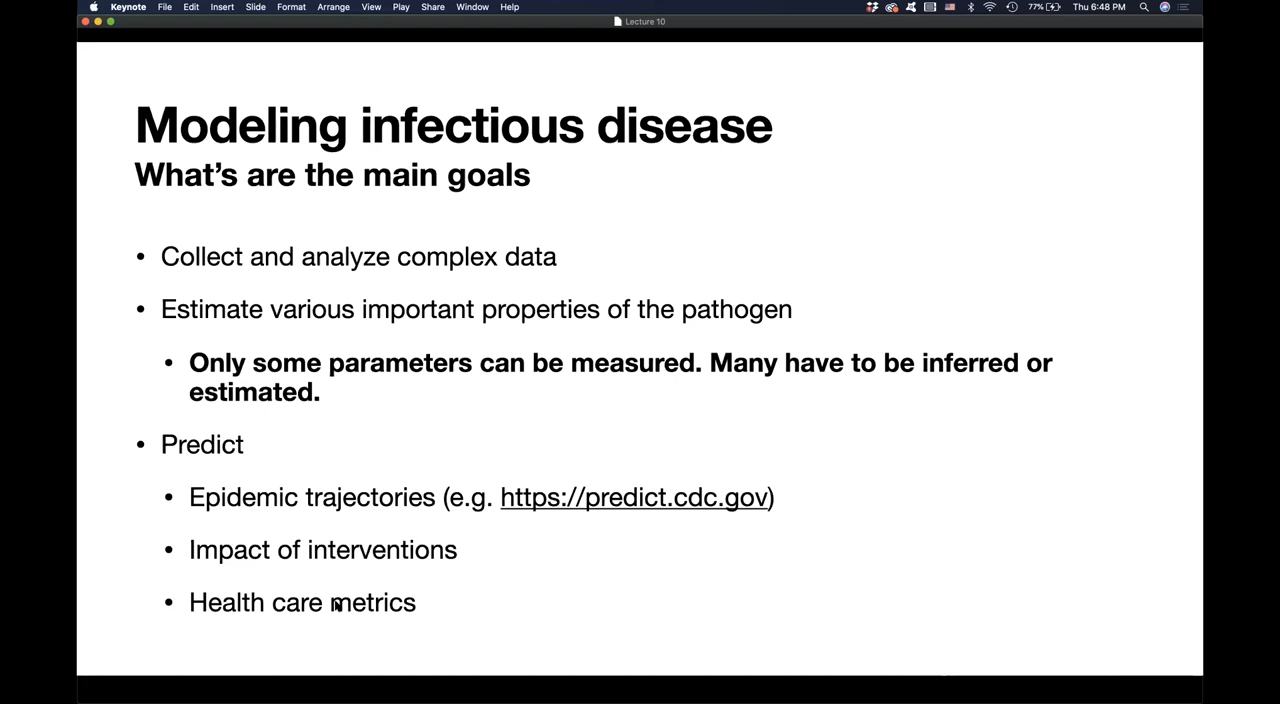 Keynote File Edit Insert Slide Format Arrange View Play Share Window Help 77% Thu 6:48 PM
Lecture 10
Modeling infectious disease
What's are the main goals
• Collect and analyze complex data
• Estimate various important properties of the pathogen
• Only some parameters can be measured. Many have to be inferred or
estimated.
• Predict
• Epidemic trajectories (e.g. https://predict.cdc.gov)
• Impact of interventions
• Health care metrics